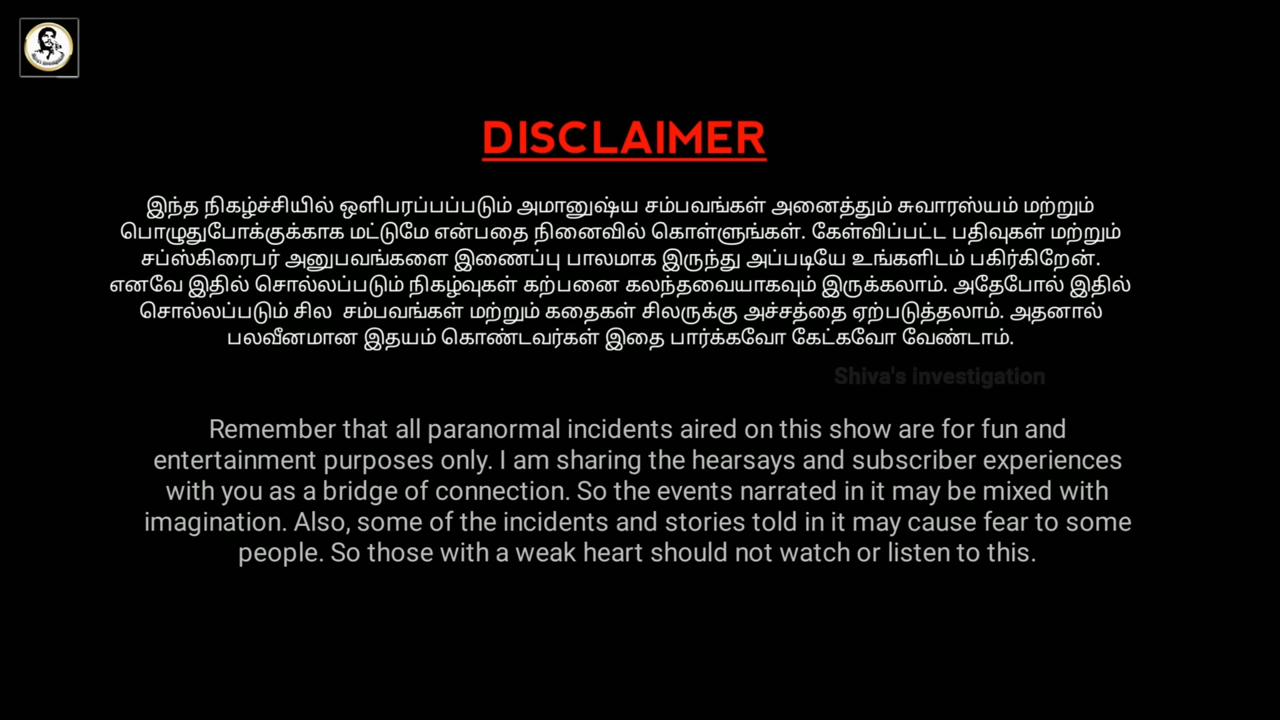 DISCLAIMER
இந்த நிகழ்ச்சியில் ஒளிபரப்பப்படும் அமானுஷ்ய சம்பவங்கள் அனைத்தும் சுவாரஸ்யம் மற்றும்
பொழுதுபோக்குக்காக மட்டுமே என்பதை நினைவில் கொள்ளுங்கள். கேள்விப்பட்ட பதிவுகள் மற்றும்
சப்ஸ்கிரைபர் அனுபவங்களை இணைப்பு பாலமாக இருந்து அப்படியே உங்களிடம் பகிர்கிறேன்.
எனவே இதில் சொல்லப்படும் நிகழ்வுகள் கற்பனை கலந்தவையாகவும் இருக்கலாம். அதேபோல் இதில்
சொல்லப்படும் சில சம்பவங்கள் மற்றும் கதைகள் சிலருக்கு அச்சத்தை ஏற்படுத்தலாம். அதனால்
பலவீனமான இதயம் கொண்டவர்கள் இதை பார்க்கவோ கேட்கவோ வேண்டாம்.
Shiva's investigation
Remember that all paranormal incidents aired on this show are for fun and
entertainment purposes only. I am sharing the hearsays and subscriber experiences
with you as a bridge of connection. So the events narrated in it may be mixed with
imagination. Also, some of the incidents and stories told in it may cause fear to some
people. So those with a weak heart should not watch or listen to this.